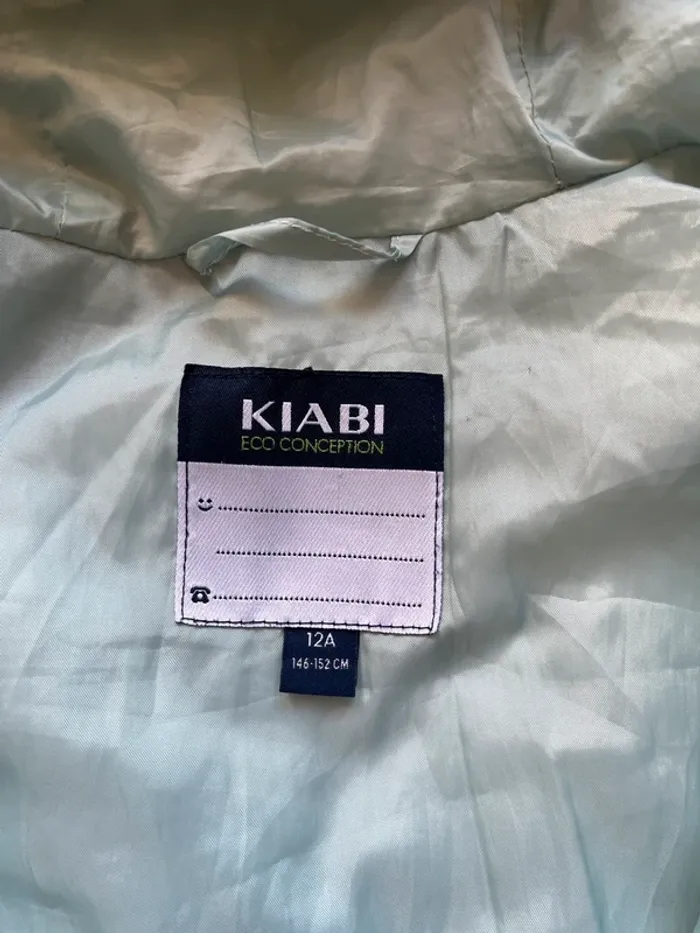 KIABI
ECO CONCEPTION
12A
146-152 CM